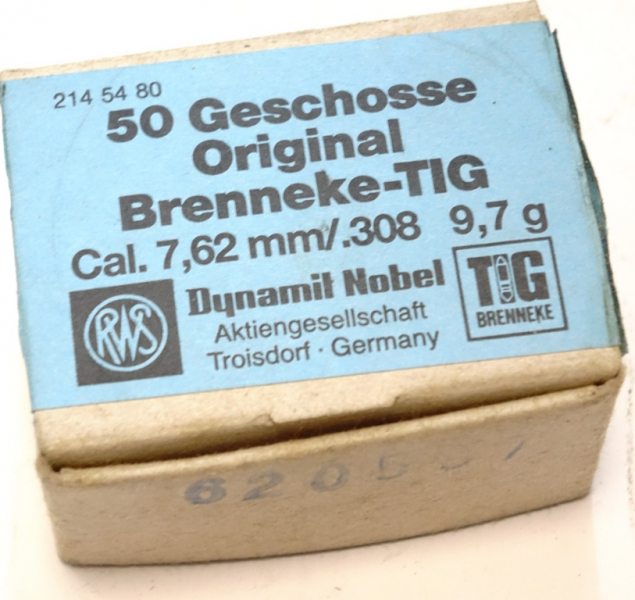 214 54 80
50 Geschosse
Original
Brenneke-TIG
Cal. 7,62 mm/.308 9,7 g
RWS
Dynamit Nobel
Aktiengesellschaft
Troisdorf · Germany
TIG
BRENNEKE